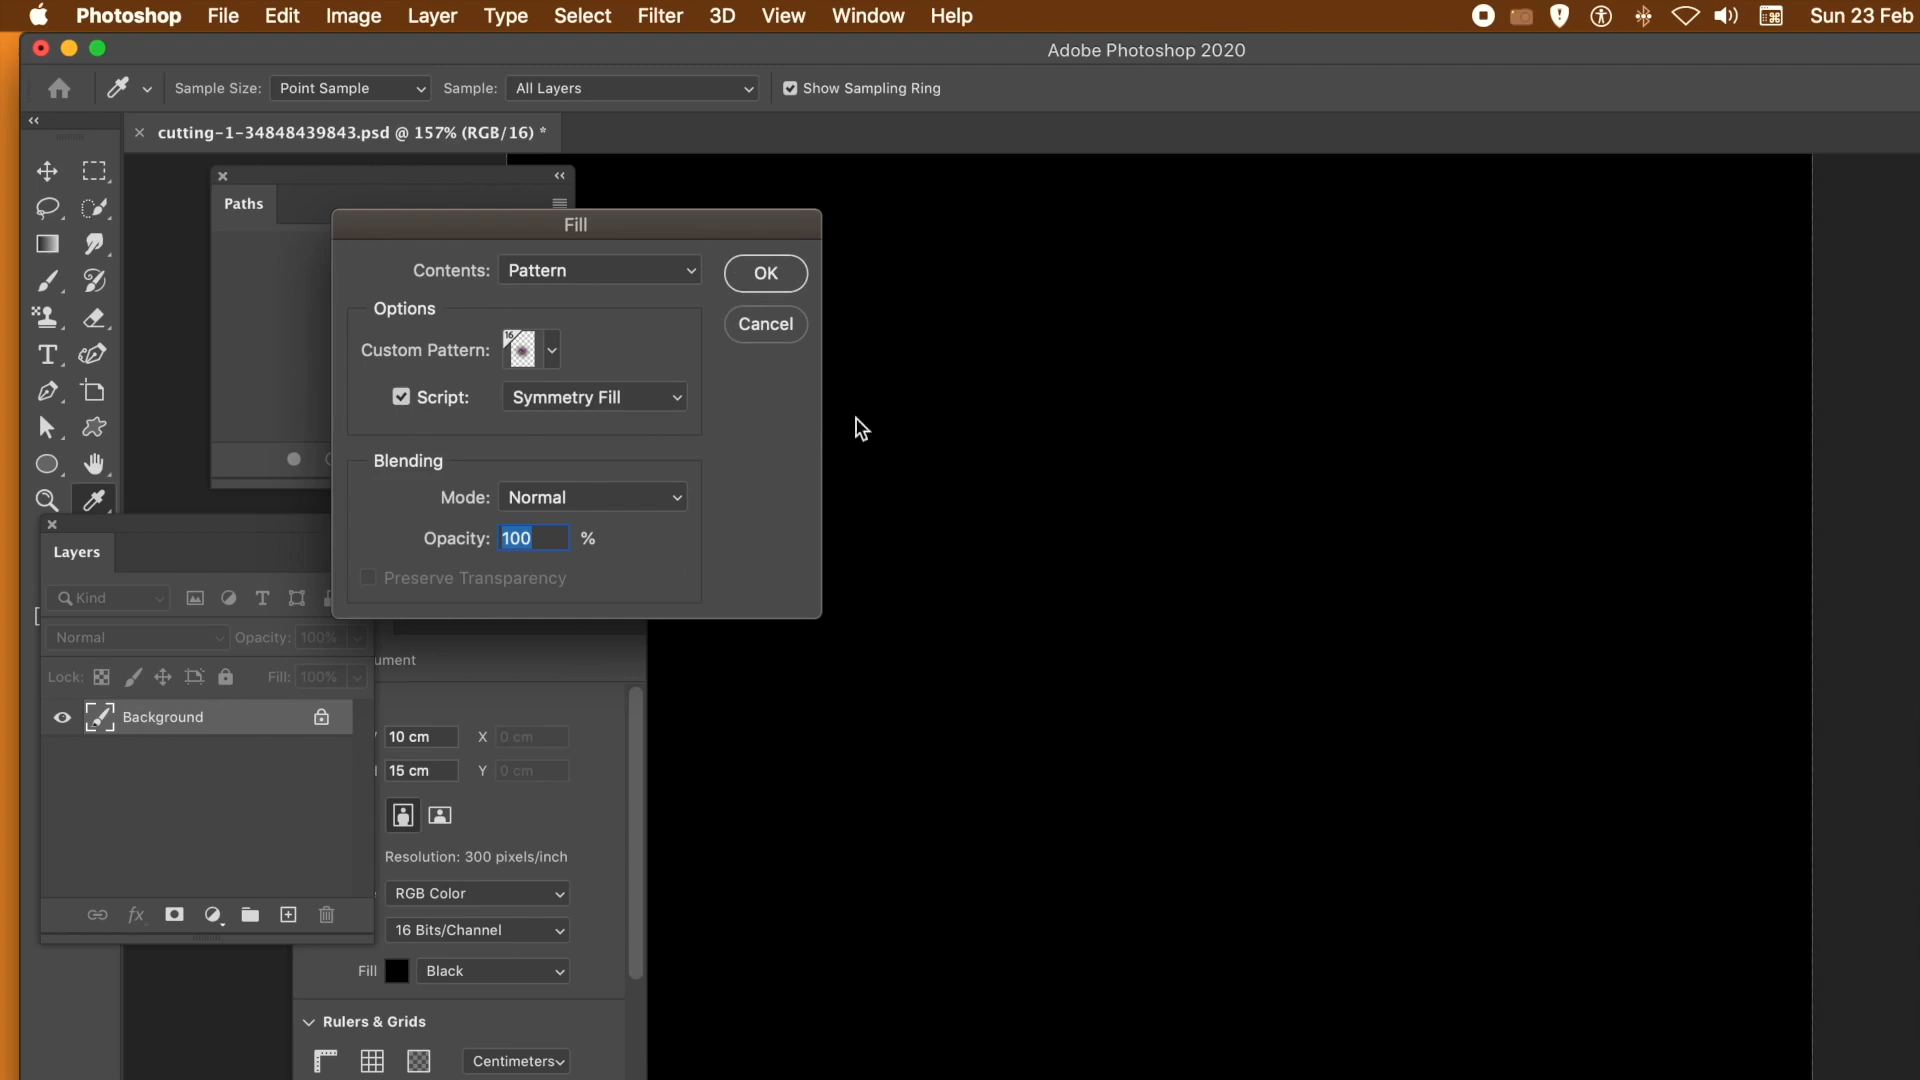 Photoshop File Edit Image Layer Type Select Filter 3D View Window Help Sun 23 Feb
Adobe Photoshop 2020
Sample Size: Point Sample Sample: All Layers Show Sampling Ring
cutting-1-34848439843.psd @ 157% (RGB/16) *
Paths
Fill
Contents: Pattern OK
Options
Cancel
16
Custom Pattern:
Script: Symmetry Fill
Blending
Mode: Normal
Opacity: 100 %
Preserve Transparency
Layers
Kind
Normal Opacity: 100%
Lock: Fill: 100%
Background
ument
10 cm X 0 cm
15 cm Y 0 cm
Resolution: 300 pixels/inch
RGB Color
16 Bits/Channel
Fill Black
Rulers & Grids
Centimeters